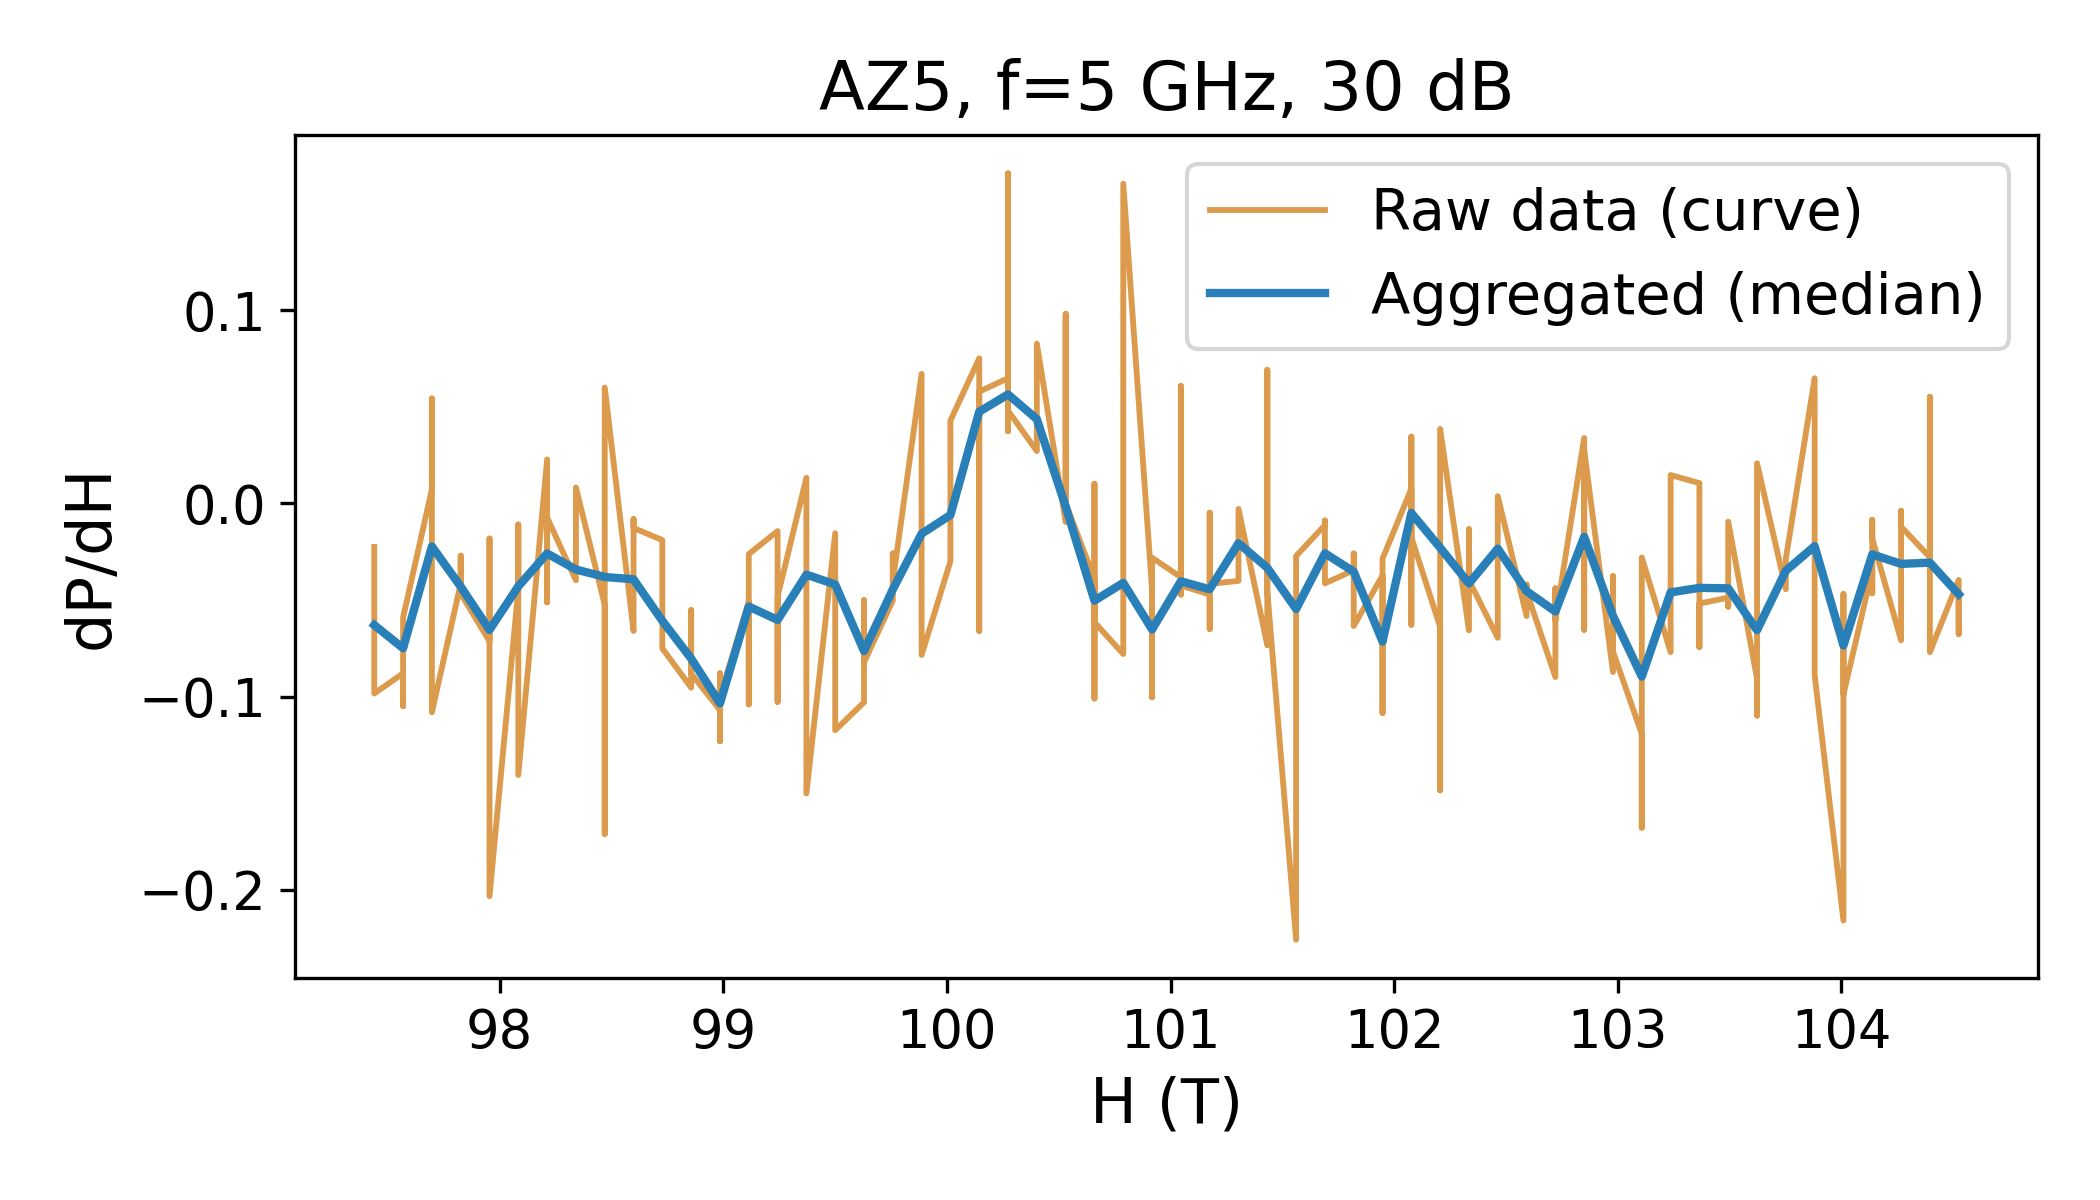 AZ5, f=5 GHz, 30 dB
Raw data (curve)
Aggregated (median)
dP/dH
0.1
0.0
−0.1
−0.2
98 99 100 101 102 103 104
H (T)